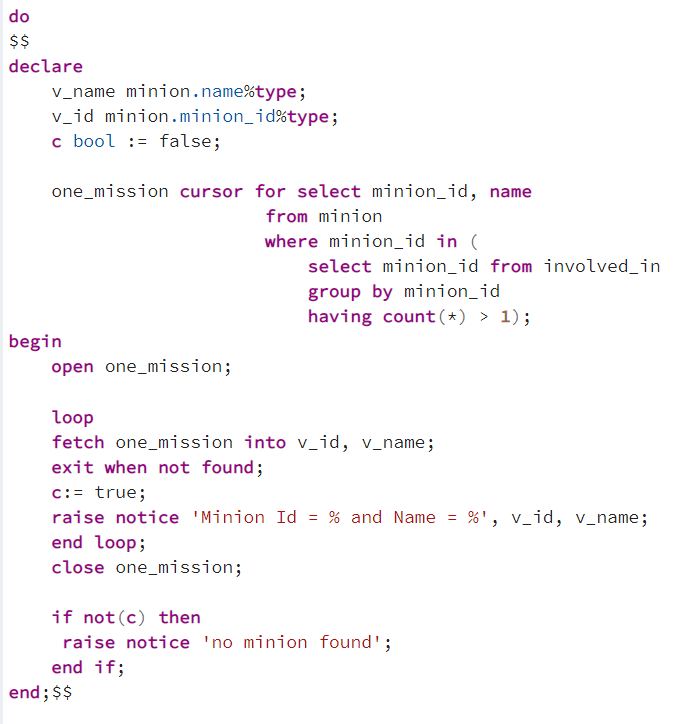 do
$$
declare
    v_name minion.name%type;
    v_id minion.minion_id%type;
    c bool := false;

    one_mission cursor for select minion_id, name
                        from minion
                        where minion_id in (
                            select minion_id from involved_in
                            group by minion_id
                            having count(*) > 1);
begin
    open one_mission;

    loop
    fetch one_mission into v_id, v_name;
    exit when not found;
    c:= true;
    raise notice 'Minion Id = % and Name = %', v_id, v_name;
    end loop;
    close one_mission;

    if not(c) then
     raise notice 'no minion found';
    end if;
end;$$